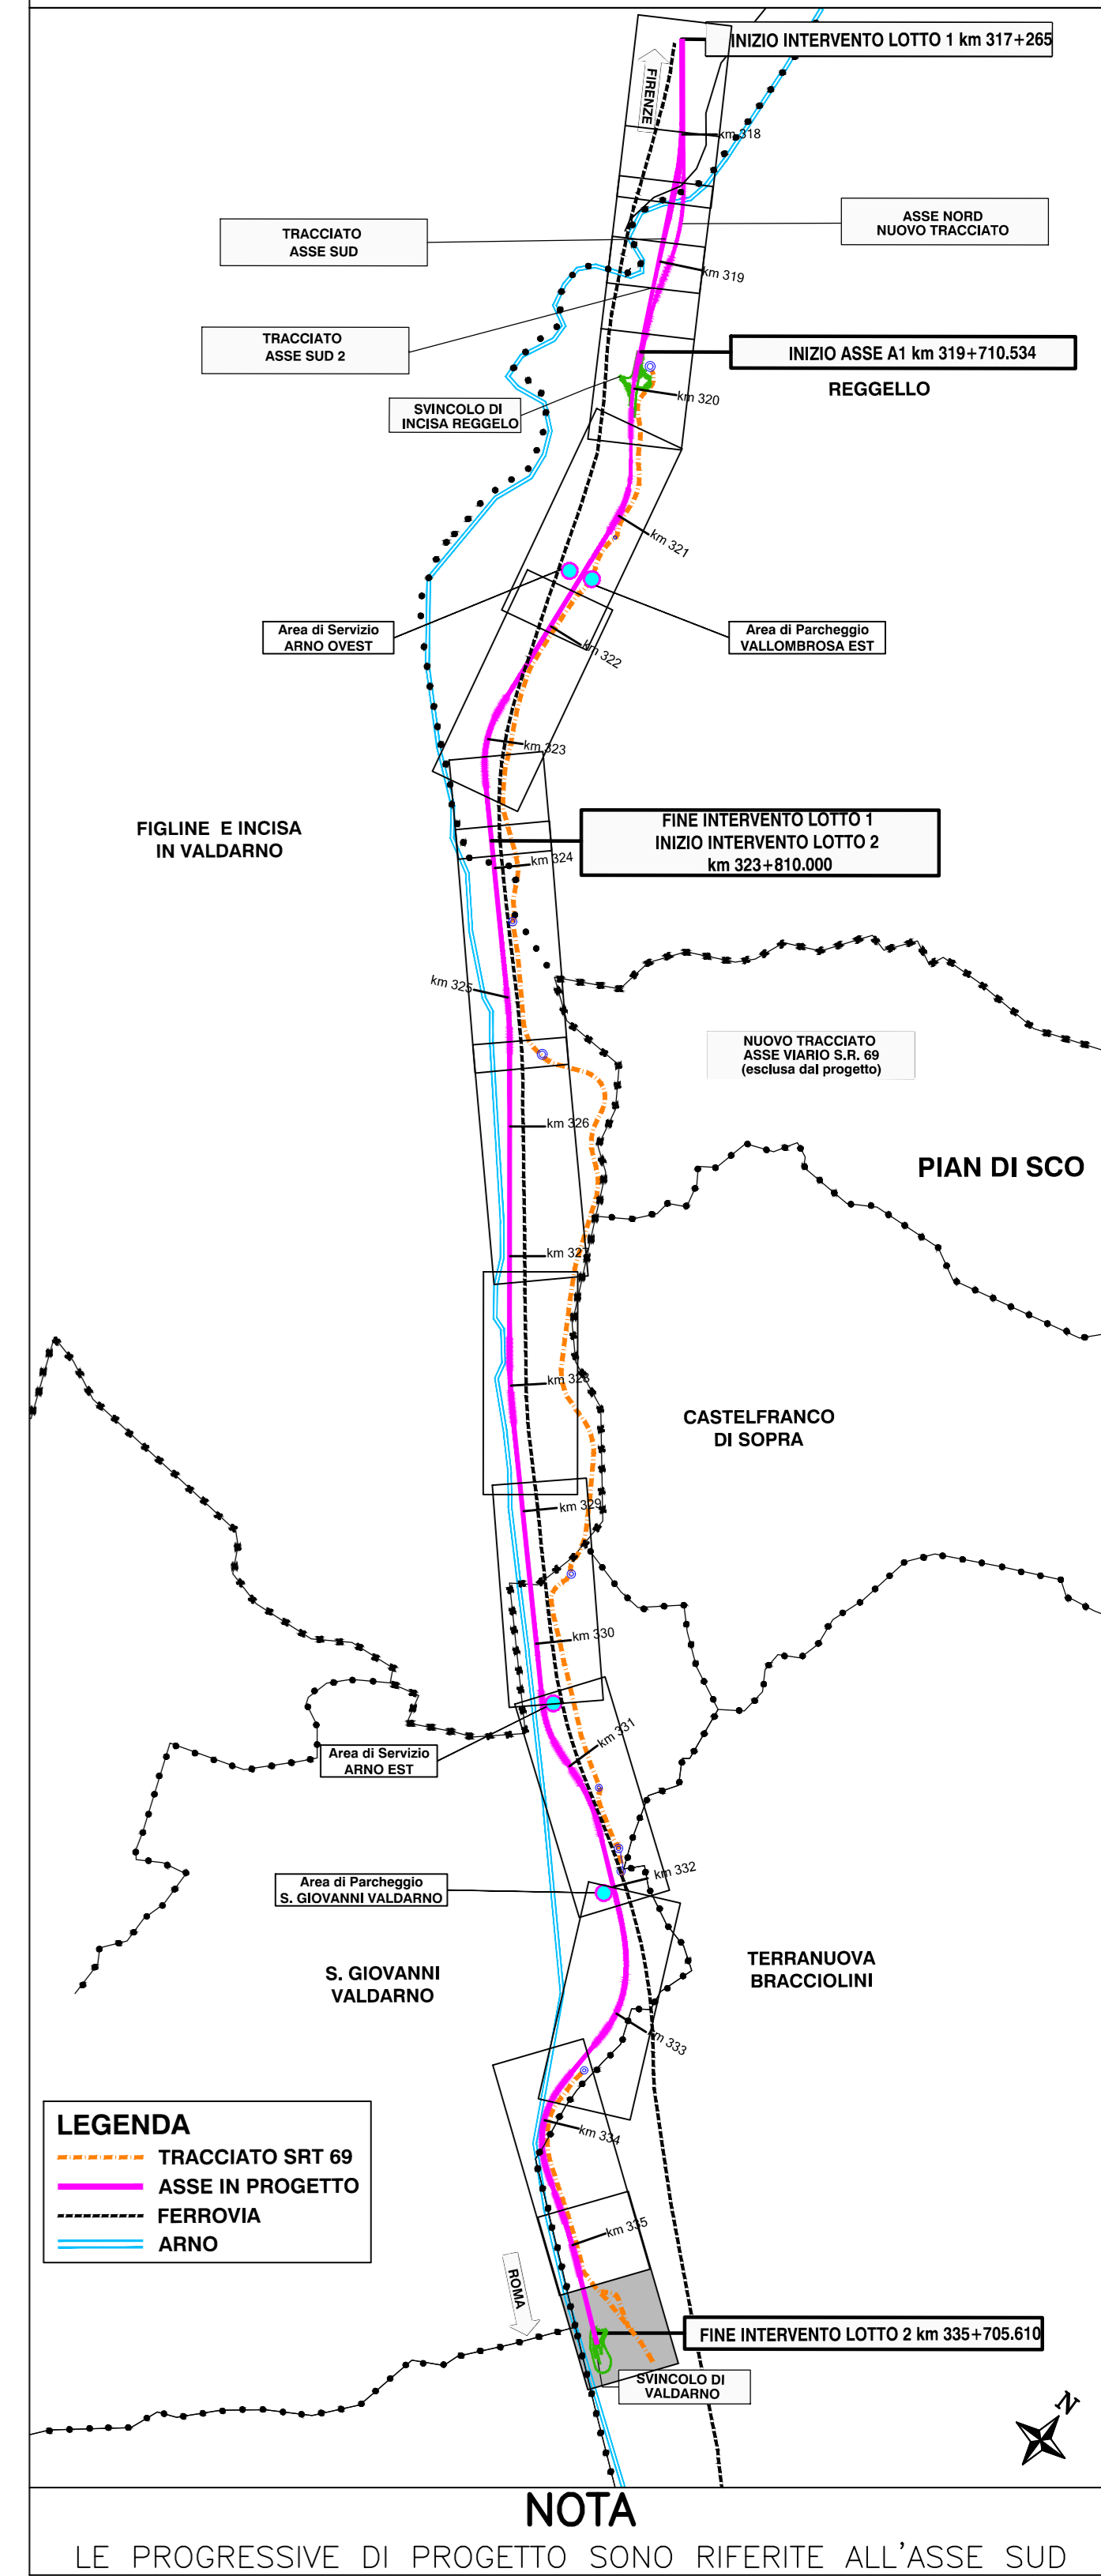 INIZIO INTERVENTO LOTTO 1 km 317+265
FIRENZE
km 318
ASSE NORD
NUOVO TRACCIATO
TRACCIATO
ASSE SUD
km 319
TRACCIATO
ASSE SUD 2
INIZIO ASSE A1 km 319+710.534
REGGELLO
km 320
SVINCOLO DI
INCISA REGGELO
km 321
Area di Servizio
ARNO OVEST
Area di Parcheggio
VALLOMBROSA EST
km 322
km 323
FIGLINE E INCISA
IN VALDARNO
FINE INTERVENTO LOTTO 1
INIZIO INTERVENTO LOTTO 2
km 323+810.000
km 324
km 325
NUOVO TRACCIATO
ASSE VIARIO S.R. 69
(esclusa dal progetto)
km 326
PIAN DI SCO
km 327
km 328
CASTELFRANCO
DI SOPRA
km 329
km 330
km 331
Area di Servizio
ARNO EST
km 332
Area di Parcheggio
S. GIOVANNI VALDARNO
TERRANUOVA
BRACCIOLINI
S. GIOVANNI
VALDARNO
km 333
km 334
LEGENDA
TRACCIATO SRT 69
ASSE IN PROGETTO
FERROVIA
ARNO
km 335
ROMA
FINE INTERVENTO LOTTO 2 km 335+705.610
SVINCOLO DI
VALDARNO
N
NOTA
LE PROGRESSIVE DI PROGETTO SONO RIFERITE ALL'ASSE SUD